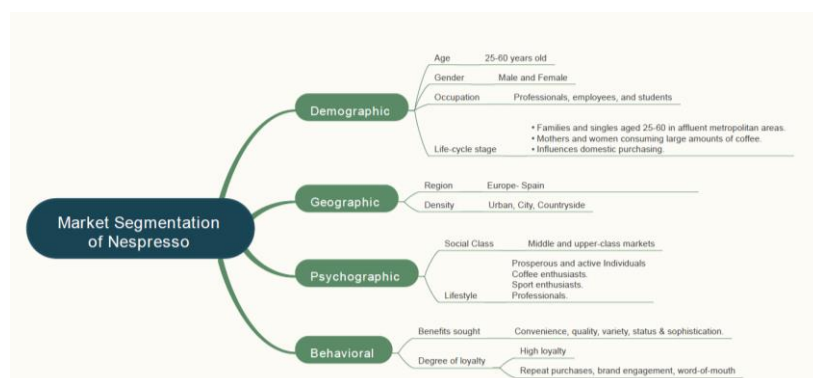 Market Segmentation
of Nespresso
Demographic
Age 25-60 years old
Gender Male and Female
Occupation Professionals, employees, and students
Life-cycle stage
• Families and singles aged 25-60 in affluent metropolitan areas.
• Mothers and women consuming large amounts of coffee.
• Influences domestic purchasing.
Geographic
Region Europe- Spain
Density Urban, City, Countryside
Psychographic
Social Class Middle and upper-class markets
Lifestyle
Prosperous and active Individuals
Coffee enthusiasts.
Sport enthusiasts.
Professionals.
Behavioral
Benefits sought Convenience, quality, variety, status & sophistication.
Degree of loyalty
High loyalty
Repeat purchases, brand engagement, word-of-mouth